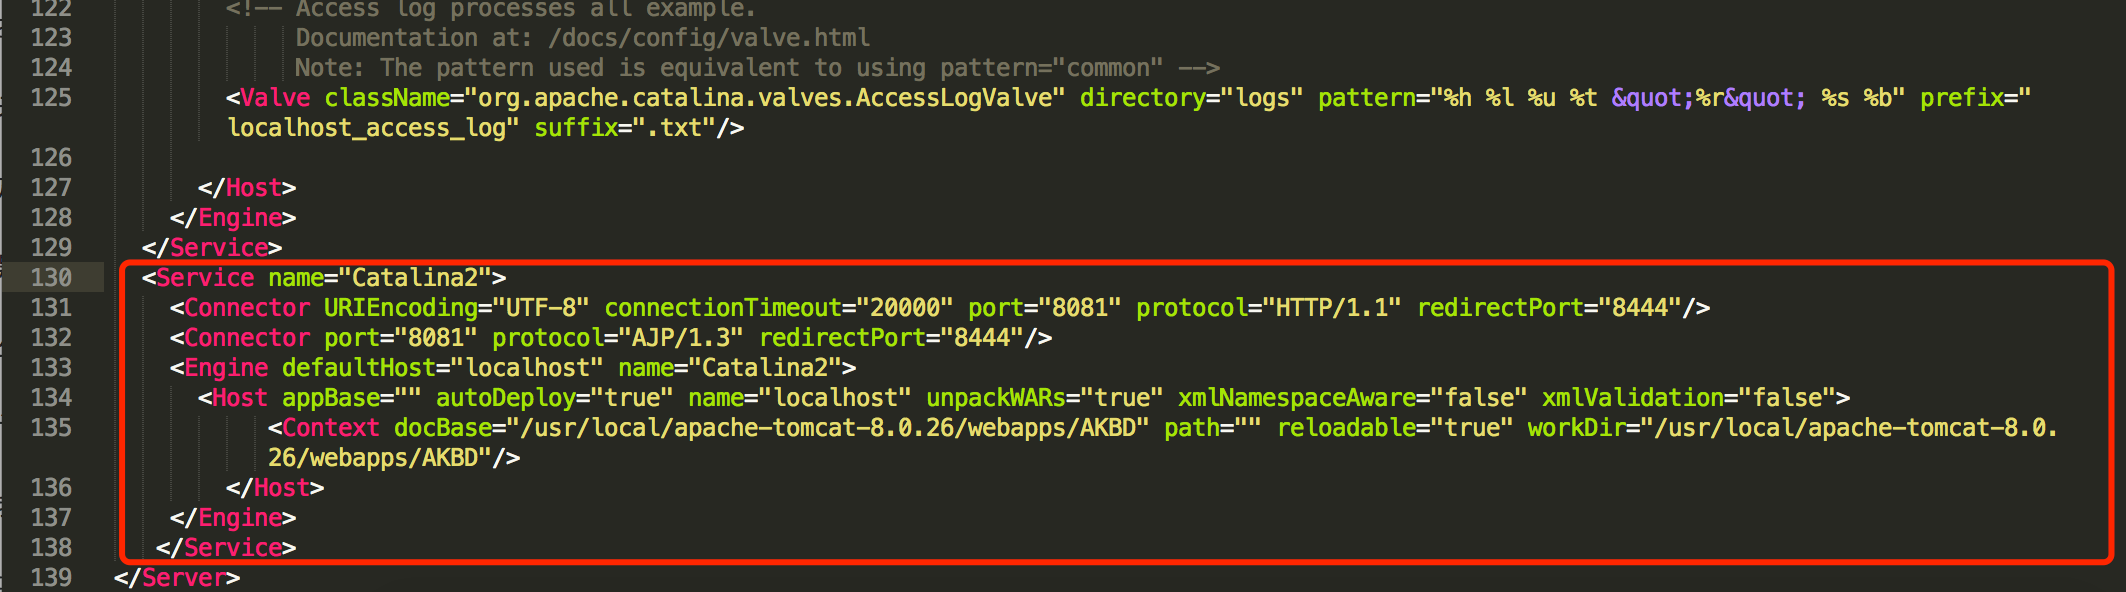 122 <!-- Access log processes all example.
123 Documentation at: /docs/config/valve.html
124 Note: The pattern used is equivalent to using pattern="common" -->
125 <Valve className="org.apache.catalina.valves.AccessLogValve" directory="logs" pattern="%h %l %u %t &quot;%r&quot; %s %b" prefix="
localhost_access_log" suffix=".txt"/>
126
127 </Host>
128 </Engine>
129 </Service>
130 <Service name="Catalina2">
131 <Connector URIEncoding="UTF-8" connectionTimeout="20000" port="8081" protocol="HTTP/1.1" redirectPort="8444"/>
132 <Connector port="8081" protocol="AJP/1.3" redirectPort="8444"/>
133 <Engine defaultHost="localhost" name="Catalina2">
134 <Host appBase="" autoDeploy="true" name="localhost" unpackWARs="true" xmlNamespaceAware="false" xmlValidation="false">
135 <Context docBase="/usr/local/apache-tomcat-8.0.26/webapps/AKBD" path="" reloadable="true" workDir="/usr/local/apache-tomcat-8.0.
26/webapps/AKBD"/>
136 </Host>
137 </Engine>
138 </Service>
139 </Server>